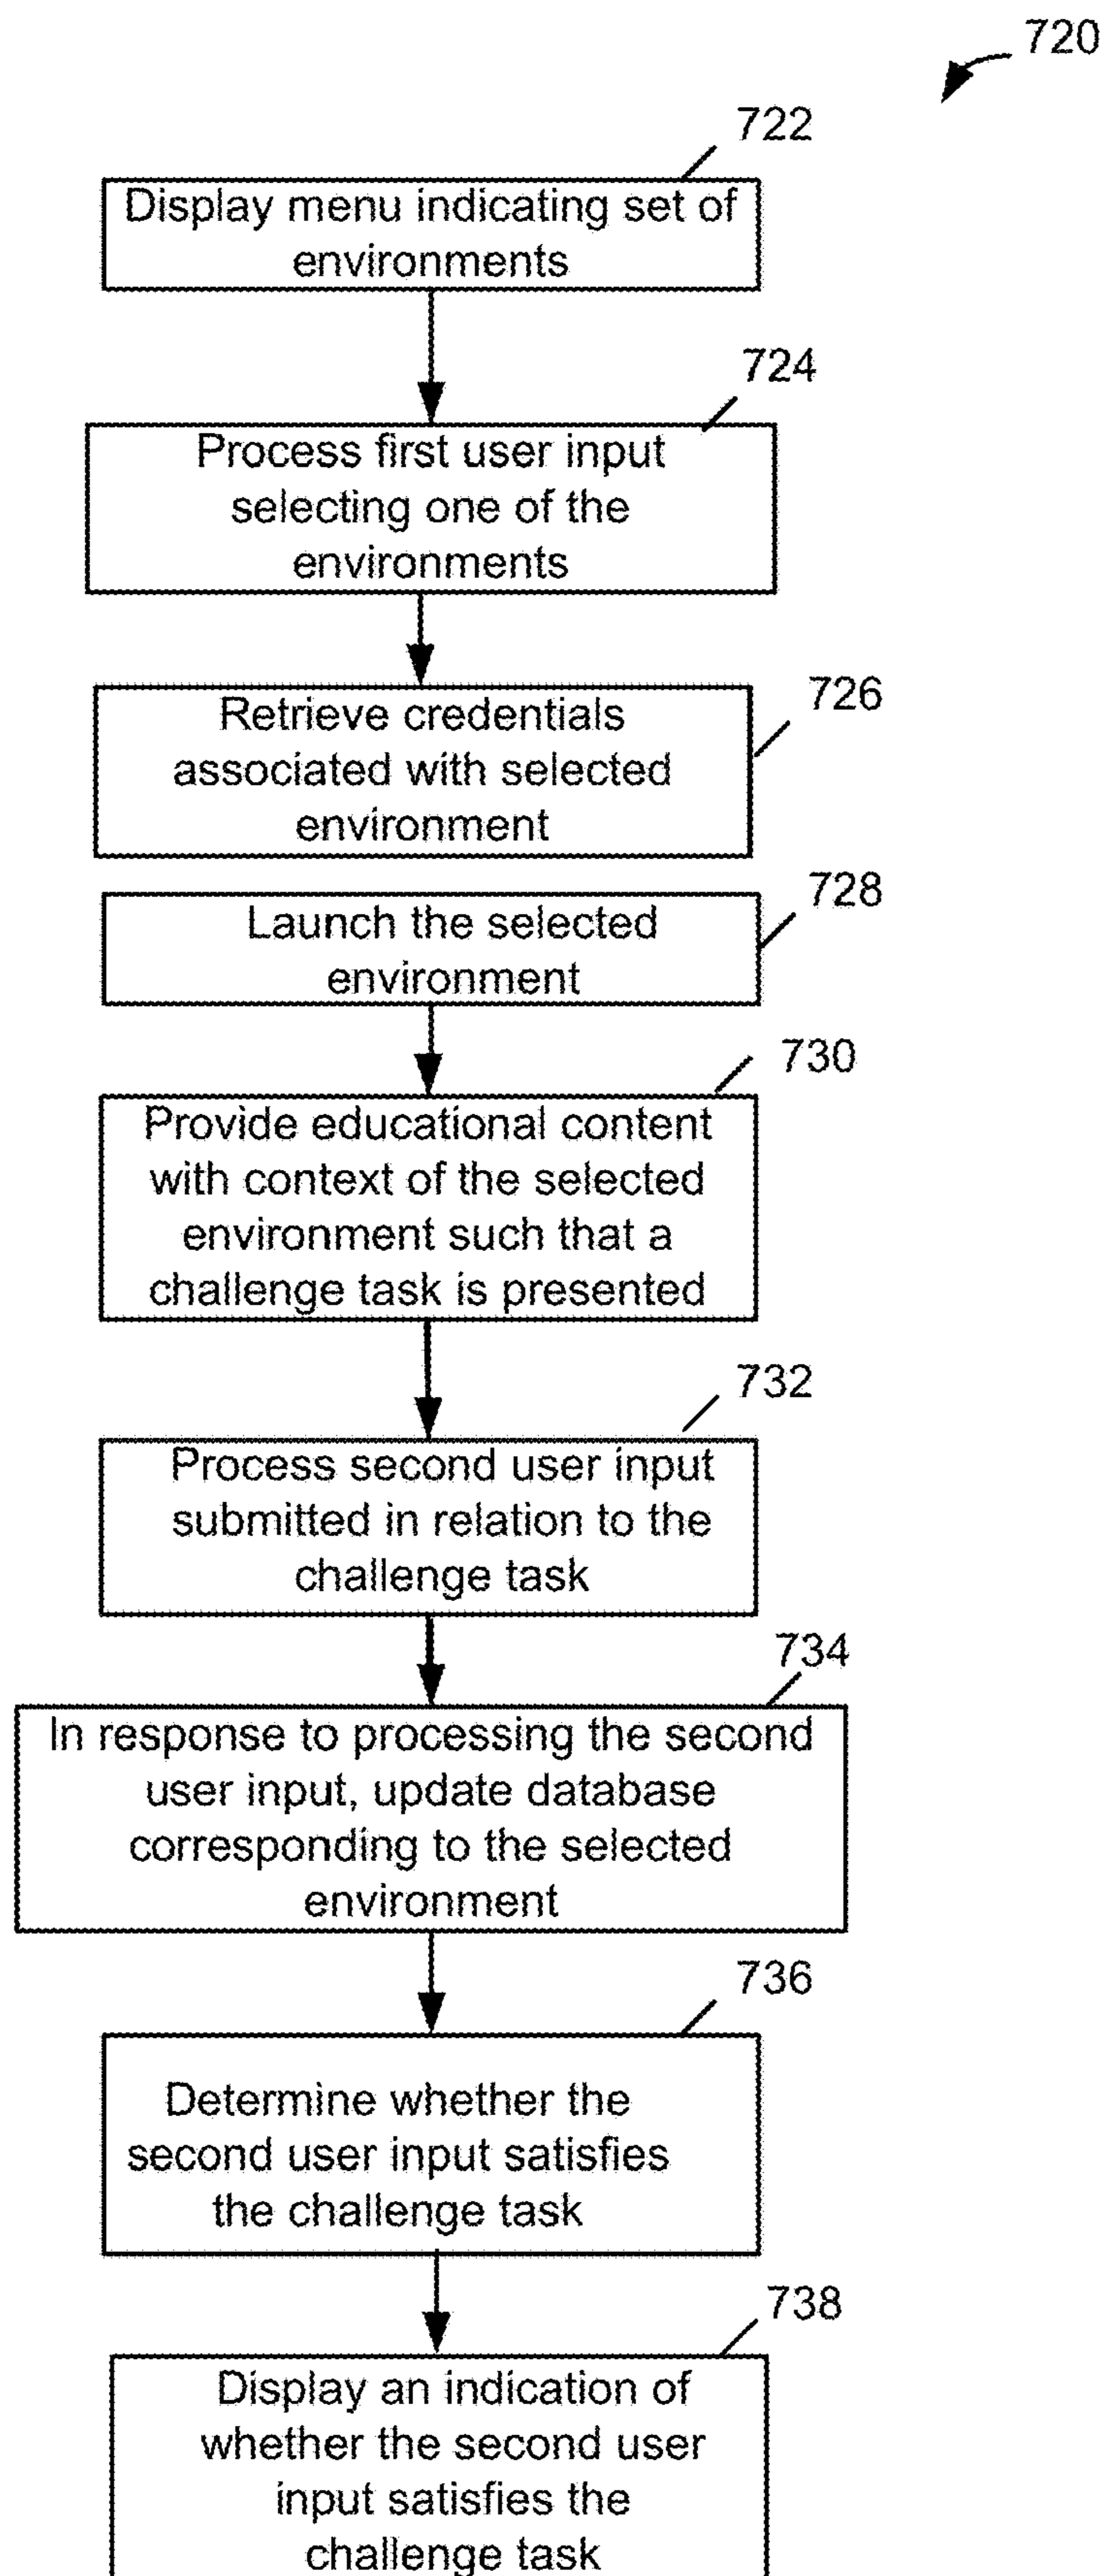 720
722
Display menu indicating set of
environments
724
Process first user input
selecting one of the
environments
726
Retrieve credentials
associated with selected
environment
728
Launch the selected
environment
730
Provide educational content
with context of the selected
environment such that a
challenge task is presented
732
Process second user input
submitted in relation to the
challenge task
734
In response to processing the second
user input, update database
corresponding to the selected
environment
736
Determine whether the
second user input satisfies
the challenge task
738
Display an indication of
whether the second user
input satisfies the
challenge task